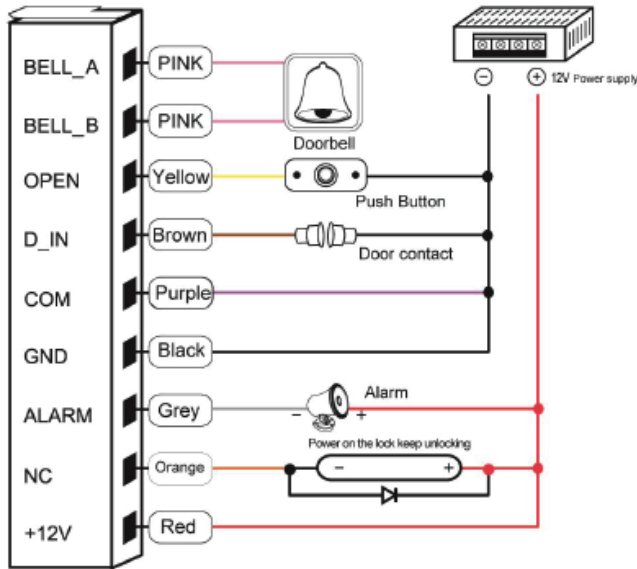 BELL_A PINK
BELL_B PINK
Doorbell
− + 12V Power supply
OPEN Yellow
Push Button
D_IN Brown
Door contact
COM Purple
GND Black
ALARM Grey
− + Alarm
Power on the lock keep unlocking
NC Orange
− +
+12V Red